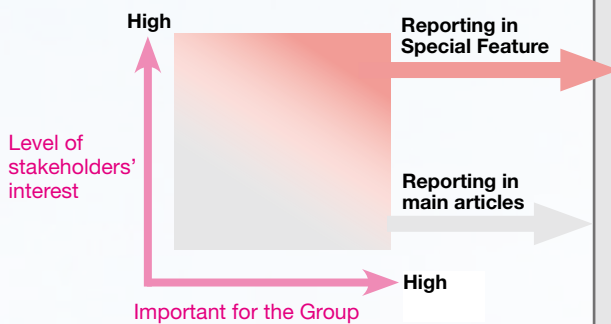 High
Reporting in
Special Feature
Level of
stakeholders’
interest
Reporting in
main articles
High
Important for the Group